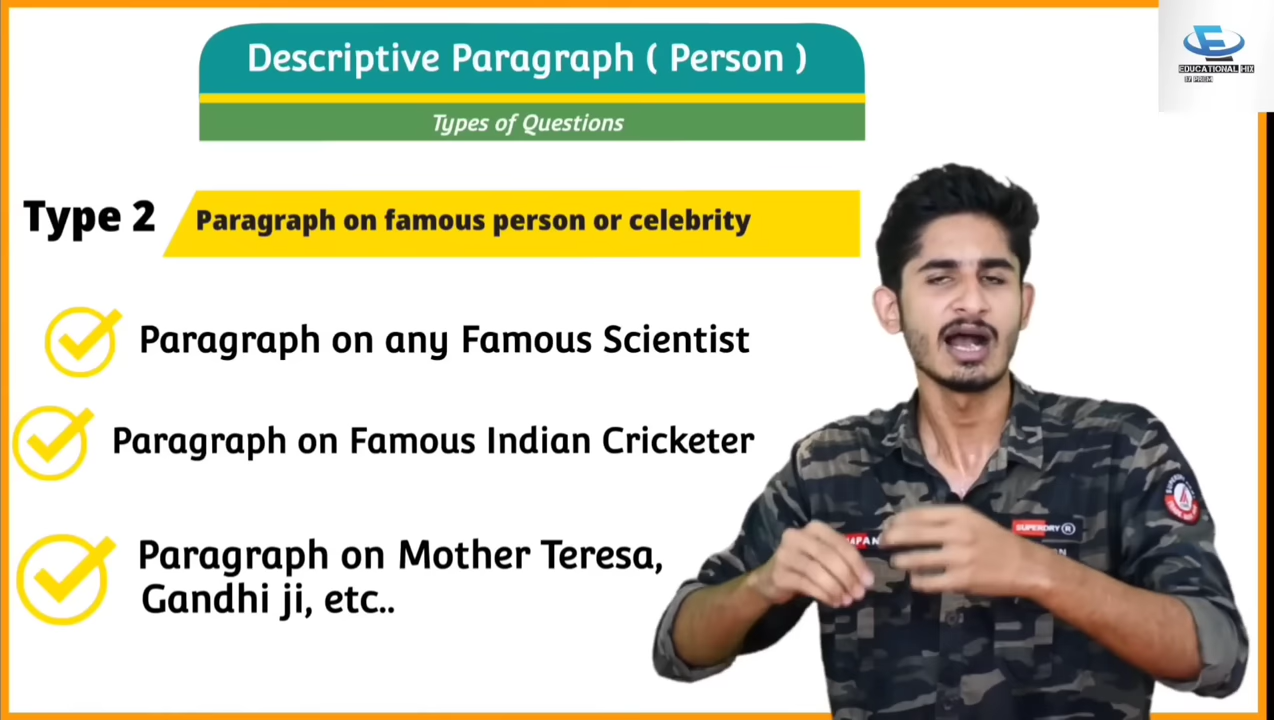 Descriptive Paragraph ( Person )
EDUCATIONAL MIX
Types of Questions
Type 2
Paragraph on famous person or celebrity
Paragraph on any Famous Scientist
Paragraph on Famous Indian Cricketer
SUPERDRY ®
JAPAN
Paragraph on Mother Teresa,
Gandhi ji, etc..